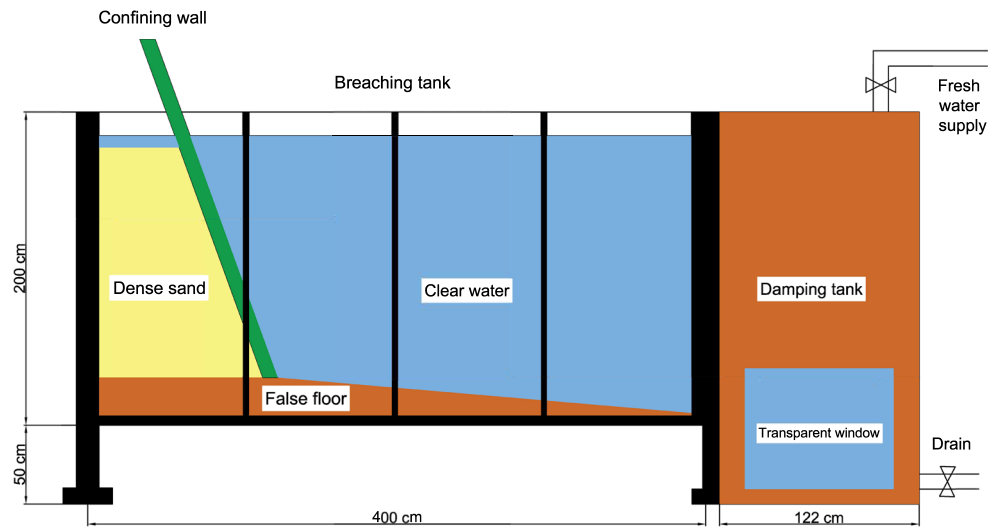 Confining wall
Breaching tank
Fresh
water
supply
200 cm
Dense sand
Clear water
Damping tank
False floor
Transparent window
Drain
50 cm
400 cm
122 cm